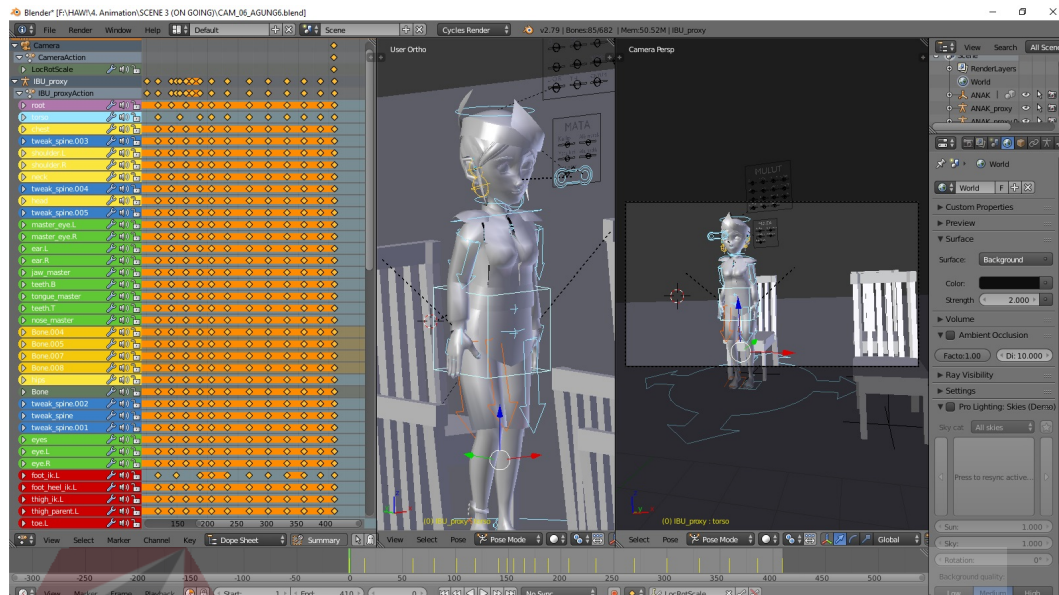 Blender* [F:\HAWI\4. Animation\SCENE 3 (ON GOING)\CAM_06_AGUNG6.blend]
File Render Window Help Default Scene Cycles Render v2.79 | Bones:85/682 | Mem:50.52M | IBU_proxy
View Search All Scenes
Camera
CameraAction
LocRotScale
IBU_proxy
IBU_proxyAction
root
torso
chest
tweak_spine.003
shoulder.L
shoulder.R
neck
tweak_spine.004
head
tweak_spine.005
master_eye.L
master_eye.R
ear.L
ear.R
jaw_master
teeth.B
tongue_master
teeth.T
nose_master
Bone.004
Bone.005
Bone.007
Bone.008
hips
Bone
tweak_spine.002
tweak_spine
tweak_spine.001
eyes
eye.L
eye.R
foot_ik.L
foot_heel_ik.L
thigh_ik.L
thigh_parent.L
toe.L
150 200 250 300 350 400
User Ortho
MATA
(0) IBU_proxy : torso
Camera Persp
MULUT
(0) IBU_proxy : torso
RenderLayers
World
ANAK
ANAK_proxy
World
World F
Custom Properties
Preview
Surface
Surface: Background
Color:
Strength 2.000
Volume
Ambient Occlusion
Facto:1.00 Di: 10.000
Ray Visibility
Settings
Pro Lighting: Skies (Demo)
Sky cat All skies
Press to resync active...
Sun: 1.000
Sky: 1.000
Rotation: 0°
Background quality
Low Medium High
View Select Marker Channel Key Dope Sheet Summary
View Select Pose Pose Mode
Select Pose Pose Mode Global
-300 -250 -200 -150 -100 -50 0 50 100 150 200 250 300 350 400 450 500
View Marker Frame Playback Start: 1 End: 410 0 No Sync LocRotScale